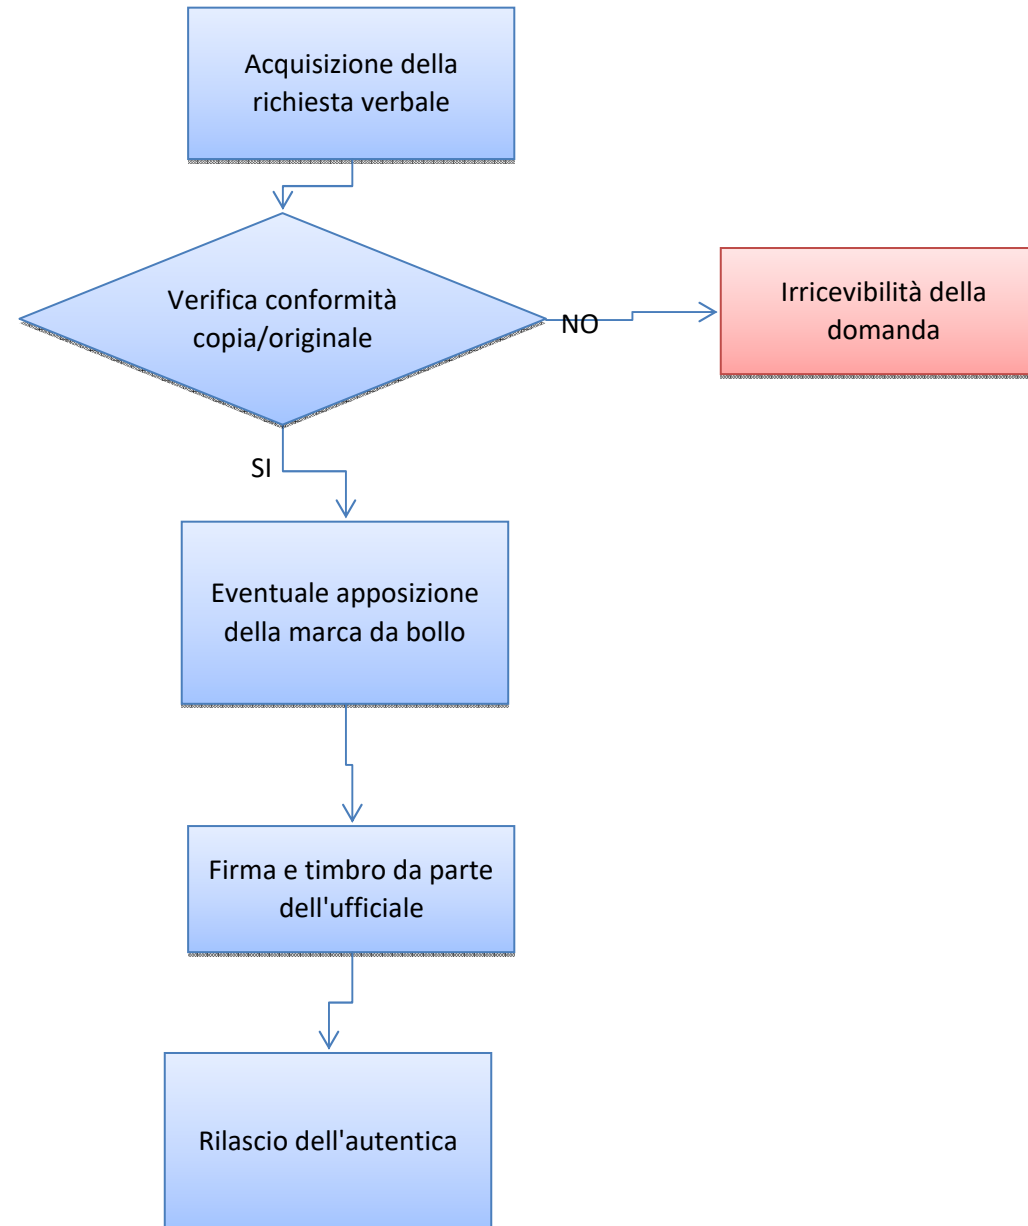 Acquisizione della
richiesta verbale
Verifica conformità
copia/originale
NO
Irricevibilità della
domanda
SI
Eventuale apposizione
della marca da bollo
Firma e timbro da parte
dell'ufficiale
Rilascio dell'autentica